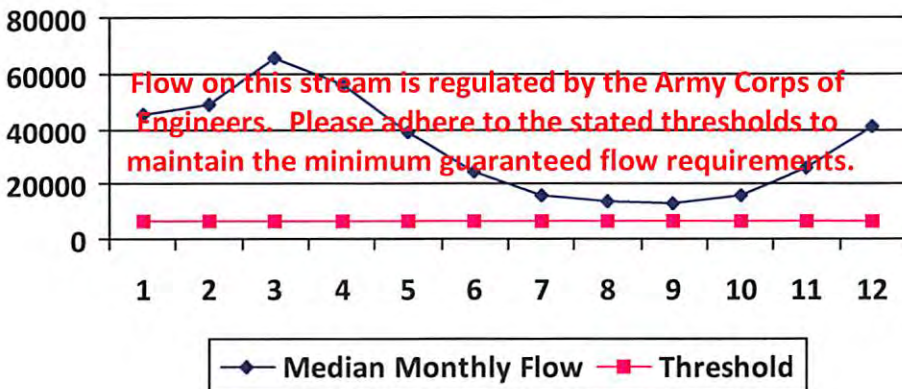 80000
60000
40000
20000
0
Flow on this stream is regulated by the Army Corps of
Engineers. Please adhere to the stated thresholds to
maintain the minimum guaranteed flow requirements.
1 2 3 4 5 6 7 8 9 10 11 12
Median Monthly Flow Threshold